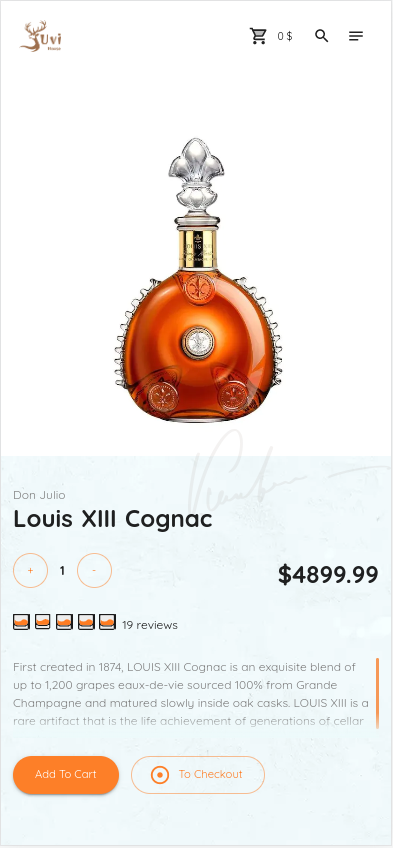 Uvi
House
0 $
Don Julio
Louis XIII Cognac
+ 1 -
$4899.99
19 reviews
First created in 1874, LOUIS XIII Cognac is an exquisite blend of
up to 1,200 grapes eaux-de-vie sourced 100% from Grande
Champagne and matured slowly inside oak casks. LOUIS XIII is a
rare artifact that is the life achievement of generations of cellar
Add To Cart
To Checkout